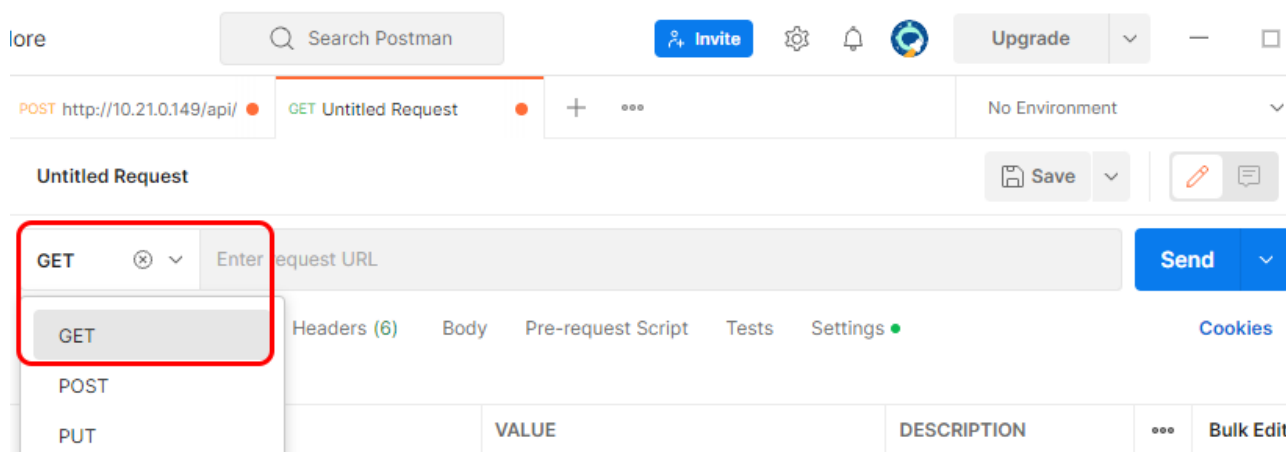 lore Search Postman Invite Upgrade
POST http://10.21.0.149/api/ GET Untitled Request No Environment
Untitled Request Save
GET Enter request URL Send
GET Headers (6) Body Pre-request Script Tests Settings Cookies
POST
PUT VALUE DESCRIPTION Bulk Edit